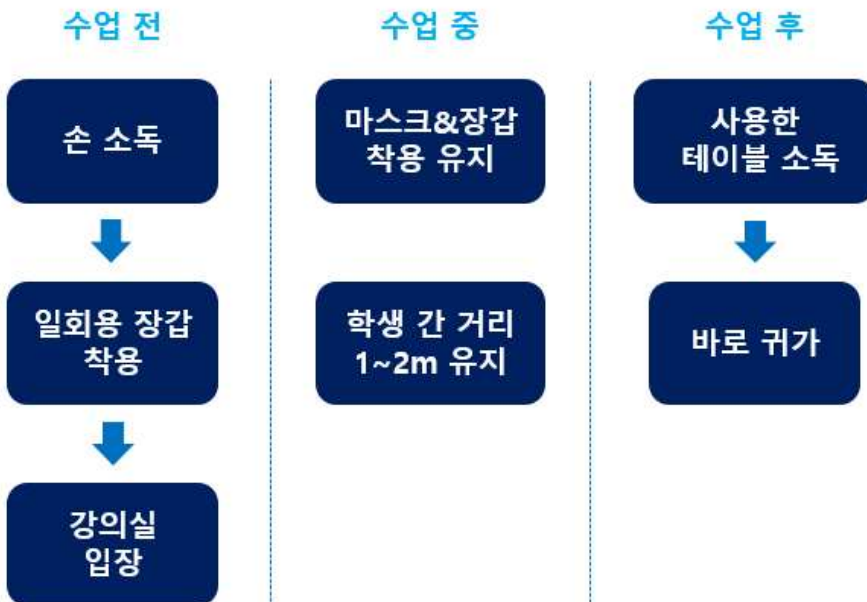 수업 전
손 소독
일회용 장갑
착용
강의실
입장
수업 중
마스크&장갑
착용 유지
학생 간 거리
1~2m 유지
수업 후
사용한
테이블 소독
바로 귀가